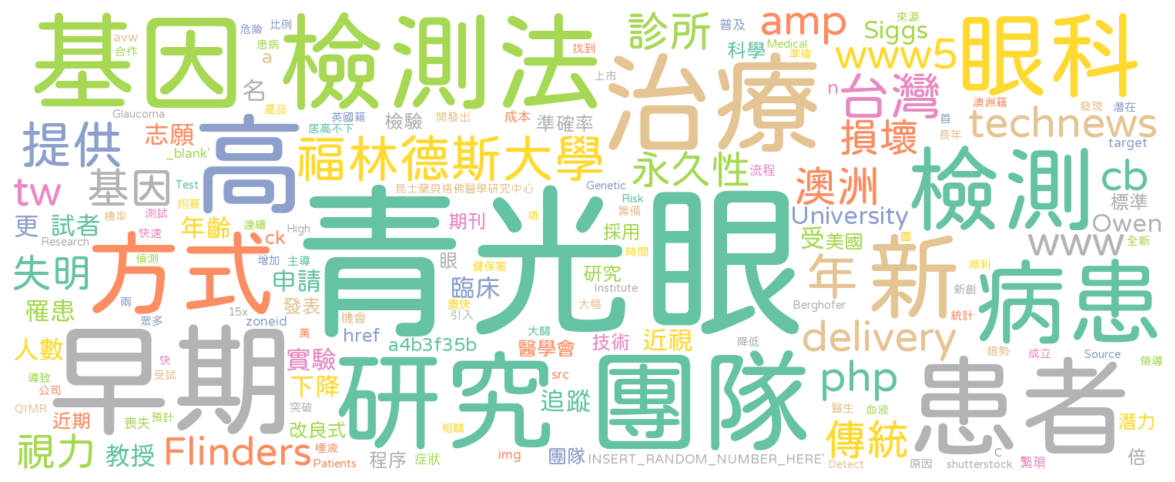 基因檢測法
診所
普及
來源
amp
Siggs
眼科
avw
危險
比例
合作
患病
a
找到
科學
Medical
準確
www5
名
上市
治療
n
台灣
產品
澳洲籍
發現
潛在
Glaucoma
英國籍
開發出
檢驗
居高不下
成本
準確率
損壞
首
長年
technews
提供
志願
高
福林德斯大學
永久性
流程
target
_blank'
檢測
cb
tw
基因
Test
招募
昆士蘭貝格佛醫學研究中心
Genetic
Risk
澳洲
標準
更
試者
機率
測試
年齡
連續
High
期刊
青光眼
籌備
項
採用
受
美國
University
Owen
Research
快速
偵測
主導
ck
方式
眼
時間
年
新
圖
www
全新
失明
增加
申請
健保署
臨床
盡快
研究
Institute
順利
病患
罹患
雨
15x
發表
引入
大幅
Berghofer
新創
眾多
zoneid
機會
萬
href
a4b3f35b
大關
近視
技術
delivery
統計
人數
早期
快
實驗
醫學會
降低
趨勢
成立
Source
領導
導致
受試
下降
src
研究團隊
php
患者
公司
QIMR
突破
追蹤
醫生
血液
潛力
近期
喪失
預計
改良式
相關
傳統
視力
教授
Flinders
唾液
Patients
程序
症狀
img
團隊
INSERT_RANDOM_NUMBER_HERE'
Detect
原因
C
shutterstock
繁瑣
倍